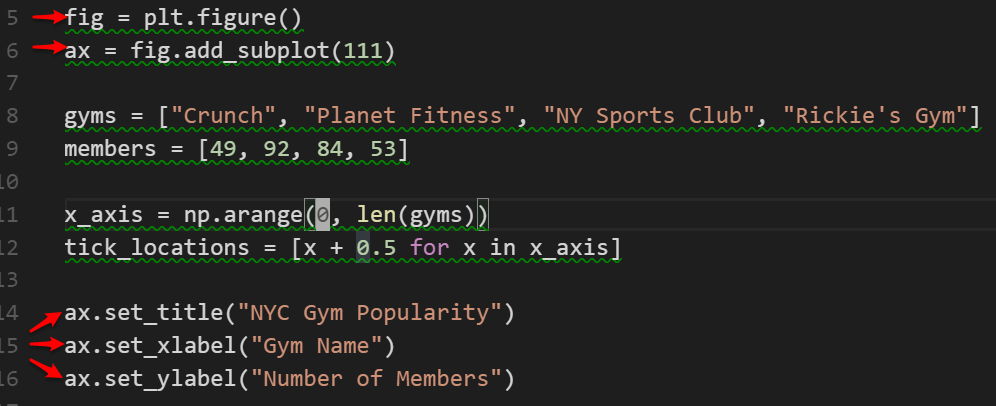 5 fig = plt.figure()
6 ax = fig.add_subplot(111)
7
8 gyms = ["Crunch", "Planet Fitness", "NY Sports Club", "Rickie's Gym"]
9 members = [49, 92, 84, 53]
10
11 x_axis = np.arange(0, len(gyms))
12 tick_locations = [x + 0.5 for x in x_axis]
13
14 ax.set_title("NYC Gym Popularity")
15 ax.set_xlabel("Gym Name")
16 ax.set_ylabel("Number of Members")